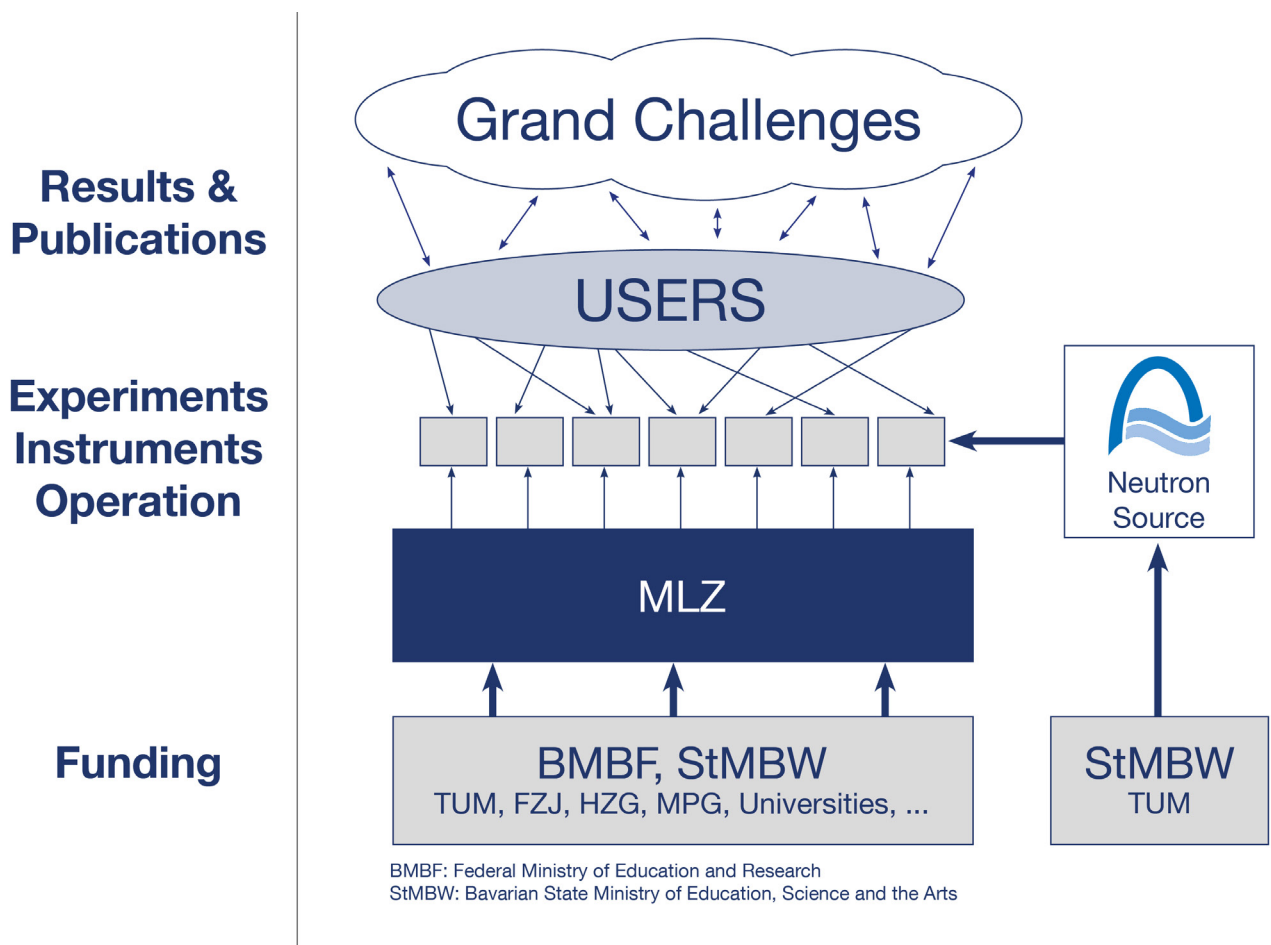 Grand Challenges
Results &
Publications
USERS
Experiments
Instruments
Operation
Neutron
Source
MLZ
Funding
BMBF, StMBW
TUM, FZJ, HZG, MPG, Universities, ...
StMBW
TUM
BMBF: Federal Ministry of Education and Research
StMBW: Bavarian State Ministry of Education, Science and the Arts